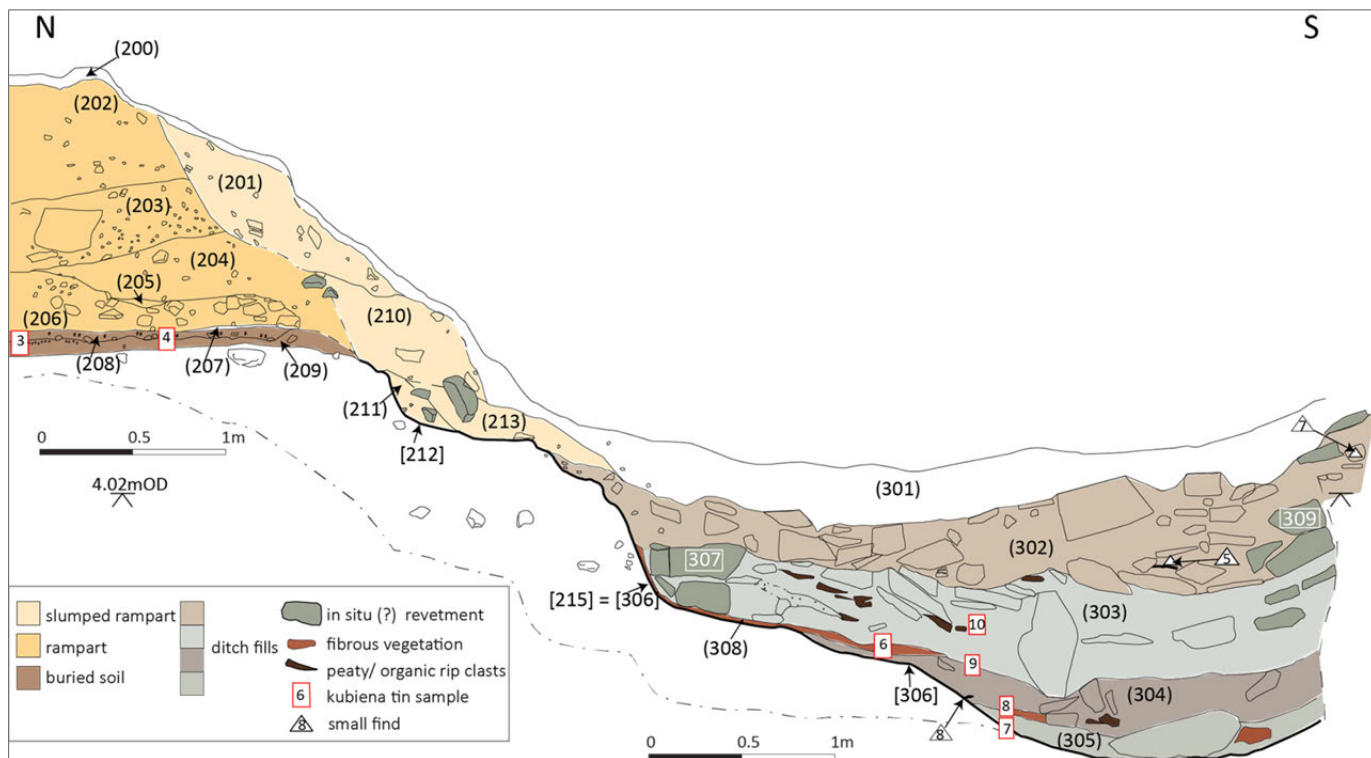 N
S
(200)
(202)
(201)
(203)
(204)
(205)
(206)
(210)
3
4
(208)
(207)
(209)
(211)
(213)
[212]
0 0.5 1m
4.02mOD
7
(301)
309
(302)
5
307
[215] = [306]
(303)
10
(308)
6
9
[306]
(304)
8
8
7
(305)
slumped rampart
rampart
buried soil
ditch fills
in situ (?) revetment
fibrous vegetation
peaty/ organic rip clasts
6 kubiena tin sample
8 small find
0 0.5 1m